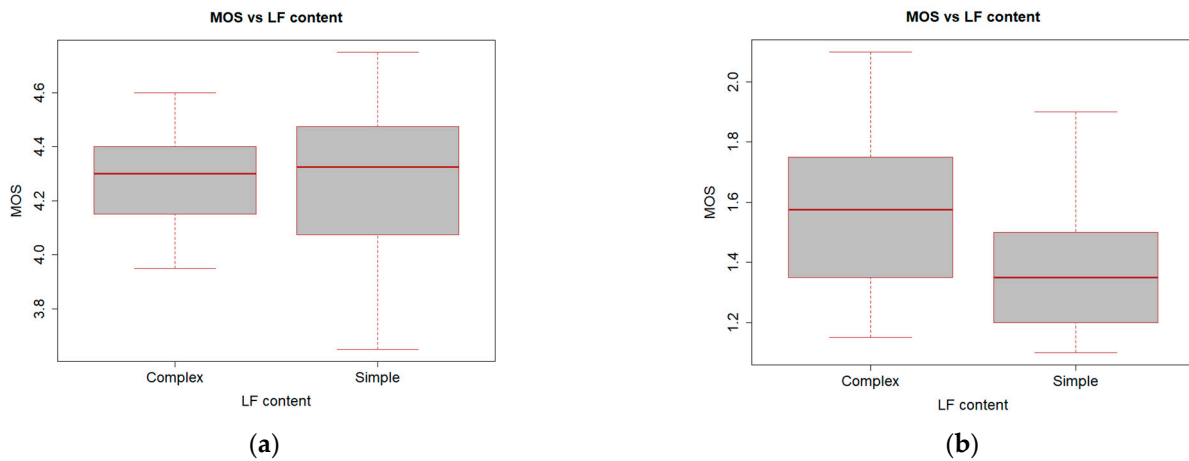 MOS vs LF content
MOS
4.6
4.4
4.2
4.0
3.8
Complex Simple
LF content
(a)
MOS vs LF content
MOS
2.0
1.8
1.6
1.4
1.2
Complex Simple
LF content
(b)